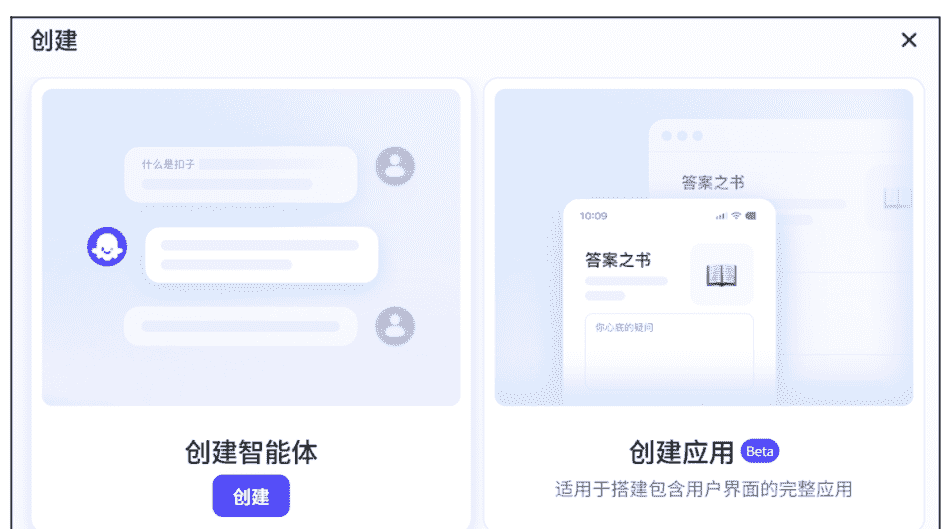 创建
什么是扣子
答案之书
10:09
答案之书
你心底的疑问
创建智能体
创建
创建应用 Beta
适用于搭建包含用户界面的完整应用